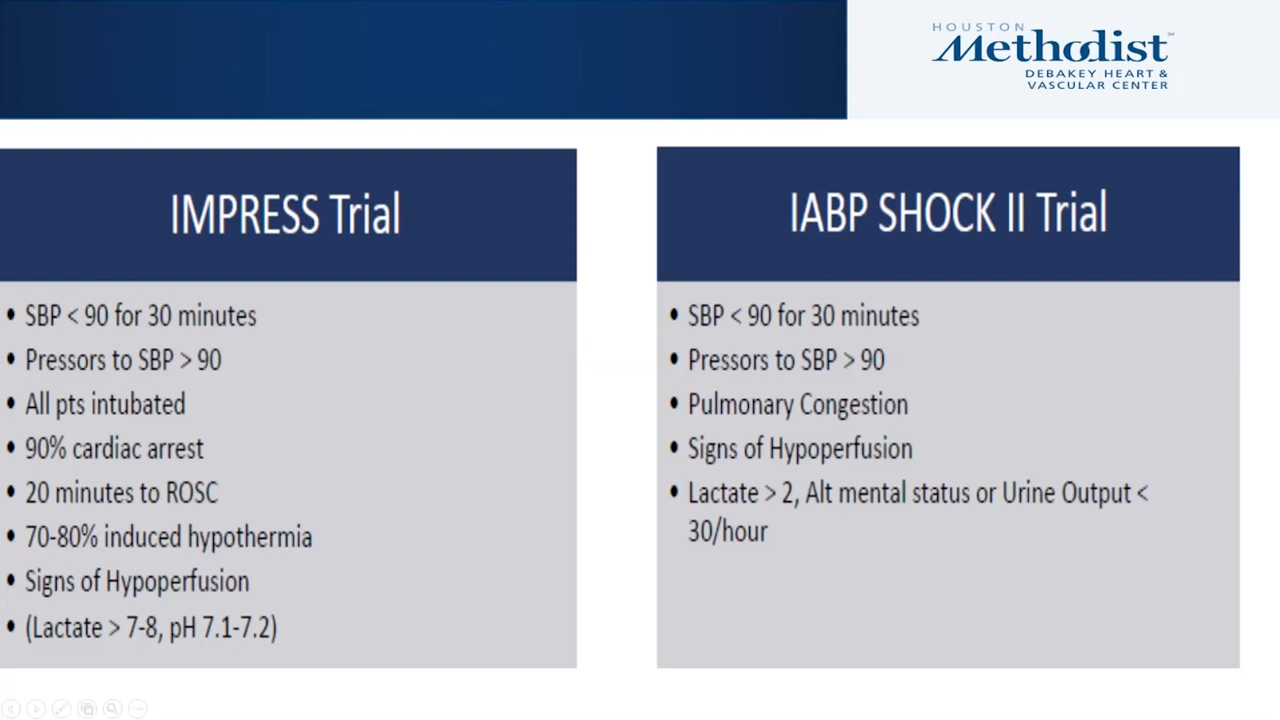 HOUSTON
Methodist
DEBAKEY HEART &
VASCULAR CENTER
IMPRESS Trial
• SBP < 90 for 30 minutes
• Pressors to SBP > 90
• All pts intubated
• 90% cardiac arrest
• 20 minutes to ROSC
• 70-80% induced hypothermia
• Signs of Hypoperfusion
• (Lactate > 7-8, pH 7.1-7.2)
IABP SHOCK II Trial
• SBP < 90 for 30 minutes
• Pressors to SBP > 90
• Pulmonary Congestion
• Signs of Hypoperfusion
• Lactate > 2, Alt mental status or Urine Output <
30/hour